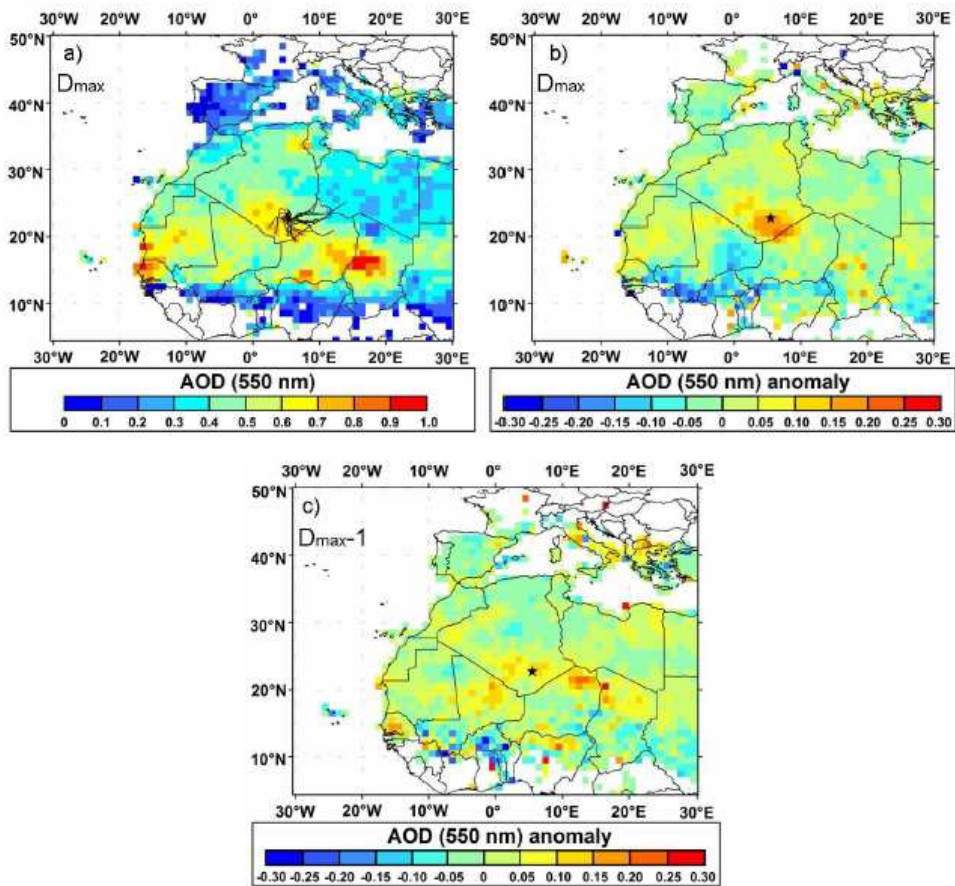 30°W 20°W 10°W 0° 10°E 20°E 30°E
50°N
a)
Dmax
40°N
30°N
20°N
10°N
30°W 20°W 10°W 0° 10°E 20°E 30°E
AOD (550 nm)
0 0.1 0.2 0.3 0.4 0.5 0.6 0.7 0.8 0.9 1.0
30°W 20°W 10°W 0° 10°E 20°E 30°E
50°N
b)
Dmax
40°N
30°N
20°N
10°N
30°W 20°W 10°W 0° 10°E 20°E 30°E
AOD (550 nm) anomaly
-0.30 -0.25 -0.20 -0.15 -0.10 -0.05 0 0.05 0.10 0.15 0.20 0.25 0.30
30°W 20°W 10°W 0° 10°E 20°E 30°E
50°N
c)
Dmax-1
40°N
30°N
20°N
10°N
30°W 20°W 10°W 0° 10°E 20°E 30°E
AOD (550 nm) anomaly
-0.30 -0.25 -0.20 -0.15 -0.10 -0.05 0 0.05 0.10 0.15 0.20 0.25 0.30